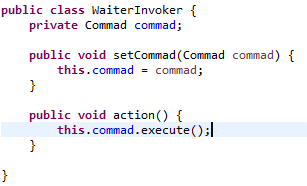 public class WaiterInvoker {
    private Commad commad;

    public void setCommad(Commad commad) {
        this.commad = commad;
    }

    public void action() {
        this.commad.execute();
    }

}